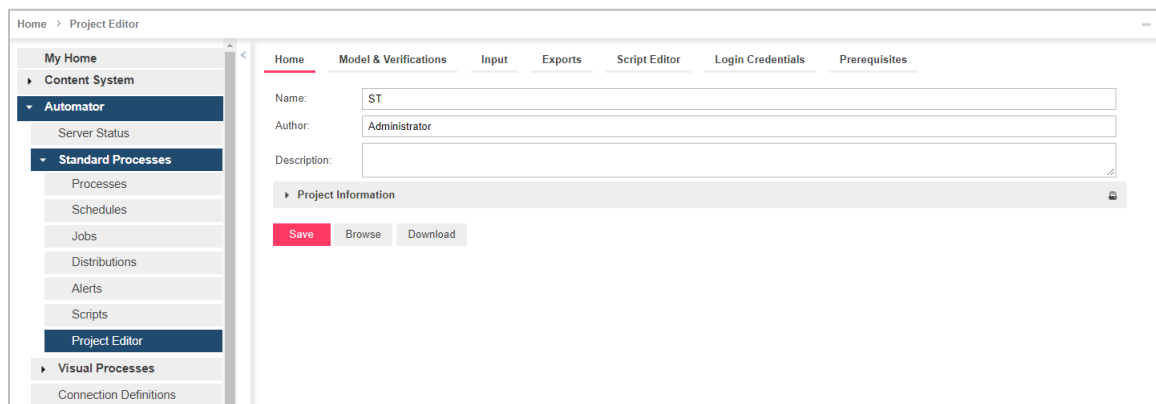 Home > Project Editor
My Home
Content System
Automator
Server Status
Standard Processes
Processes
Schedules
Jobs
Distributions
Alerts
Scripts
Project Editor
Visual Processes
Connection Definitions
Home Model & Verifications Input Exports Script Editor Login Credentials Prerequisites
Name: ST
Author: Administrator
Description:
Project Information
Save Browse Download